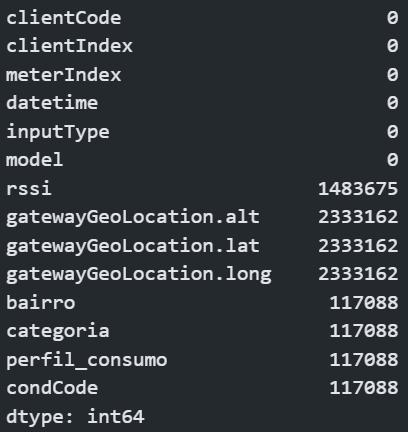 clientCode 0
clientIndex 0
meterIndex 0
datetime 0
inputType 0
model 0
rssi 1483675
gatewayGeoLocation.alt 2333162
gatewayGeoLocation.lat 2333162
gatewayGeoLocation.long 2333162
bairro 117088
categoria 117088
perfil_consumo 117088
condCode 117088
dtype: int64